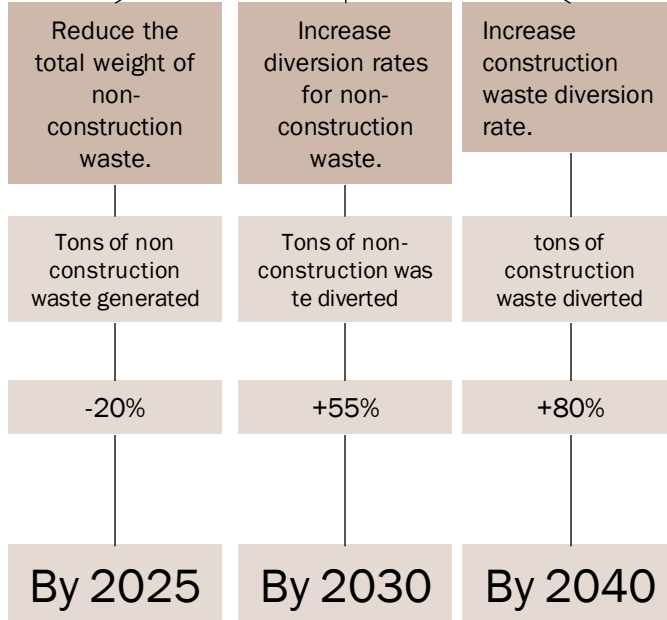 Reduce the
total weight of
non-
construction
waste.
Increase
diversion rates
for non-
construction
waste.
Increase
construction
waste diversion
rate.
Tons of non
construction
waste generated
Tons of non-
construction was
te diverted
tons of
construction
waste diverted
-20%
+55%
+80%
By 2025
By 2030
By 2040